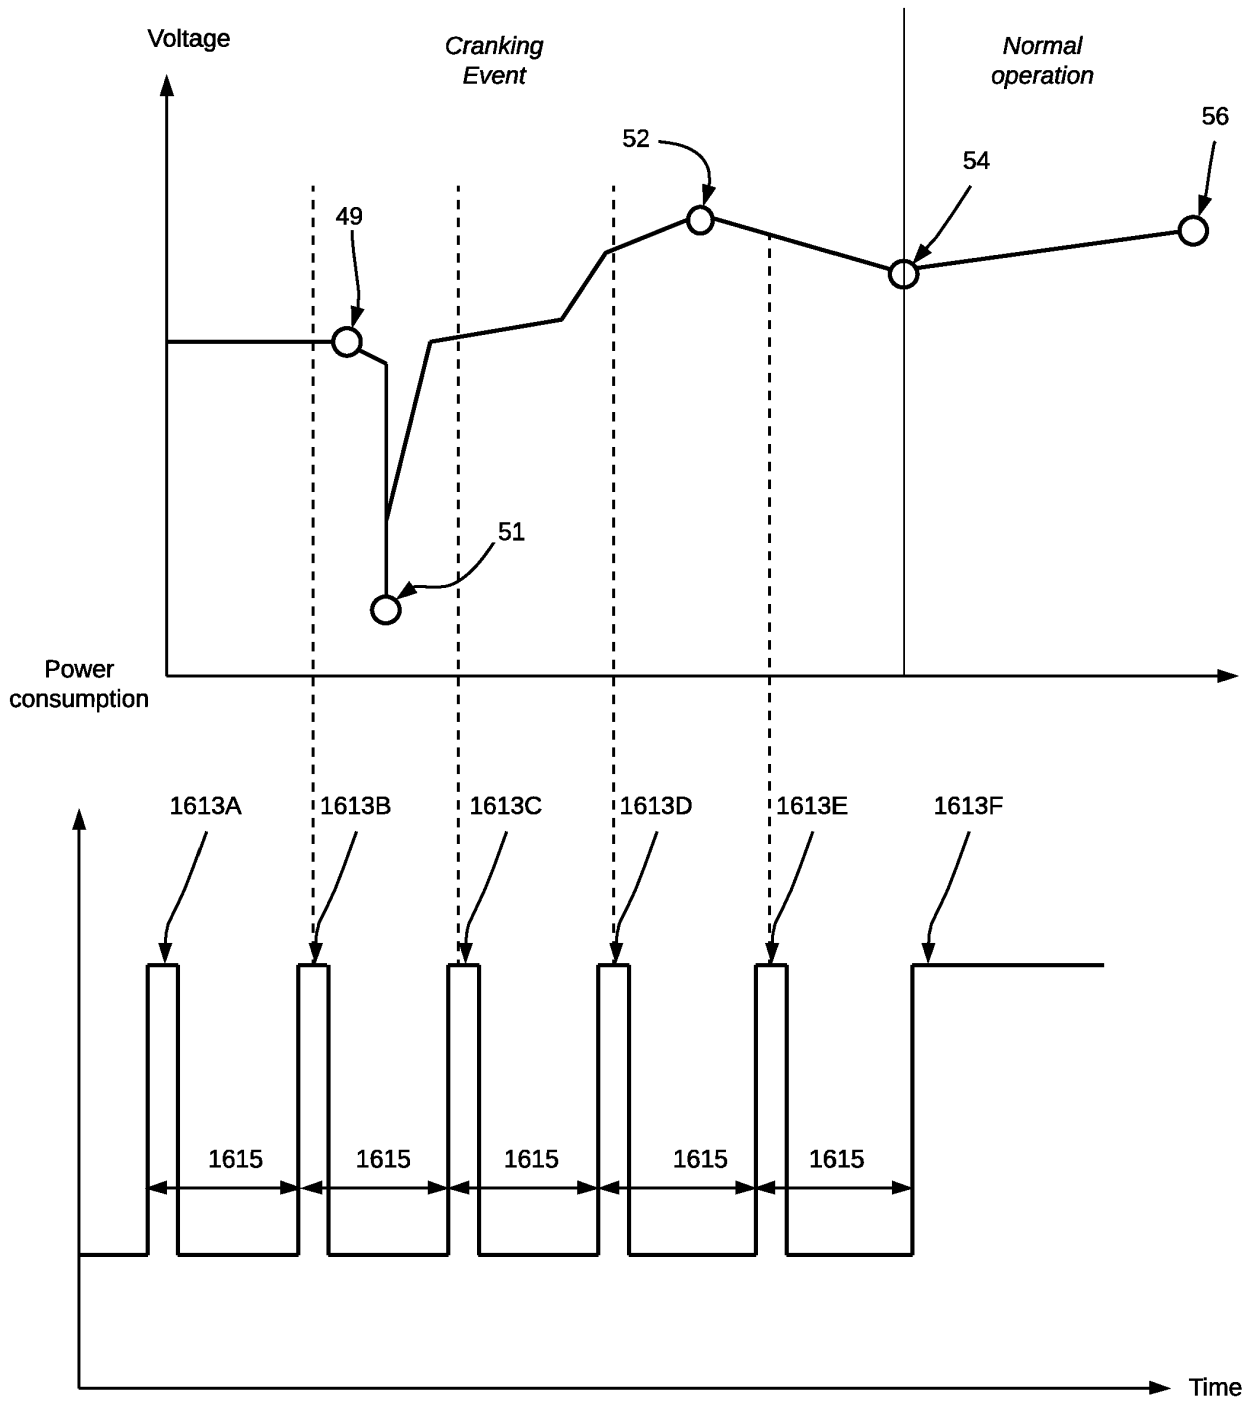 Voltage
Cranking
Event
Normal
operation
56
52
54
49
51
Power
consumption
1613A
1613B
1613C
1613D
1613E
1613F
1615
1615
1615
1615
1615
Time